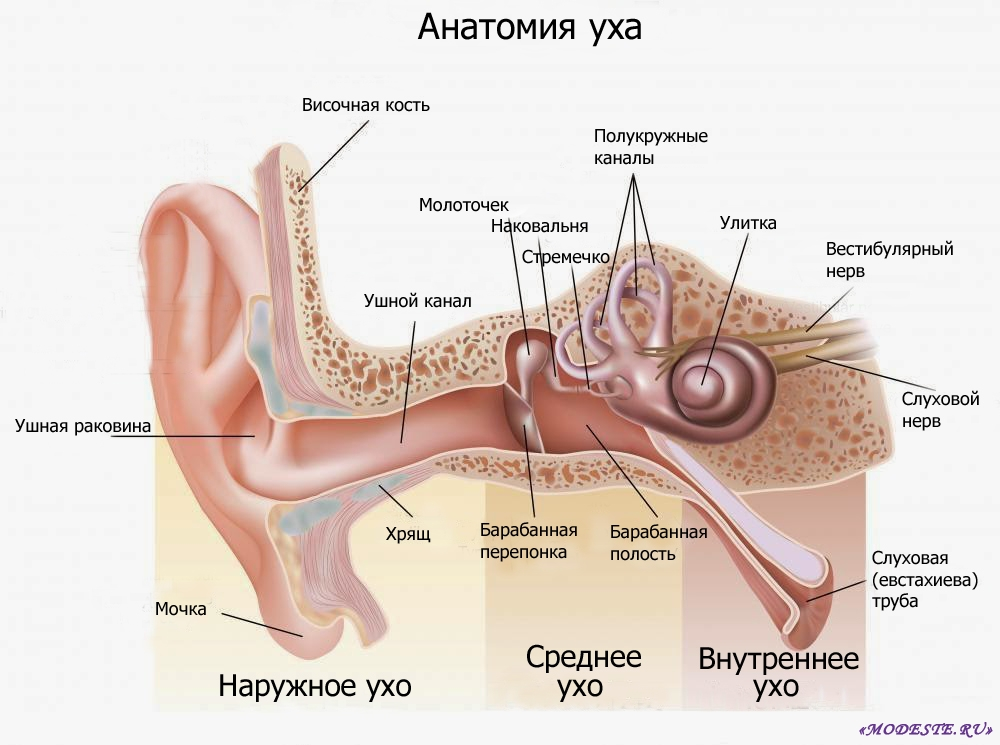 Анатомия уха
Височная кость
Полукружные
каналы
Молоточек
Наковальня
Стремечко
Улитка
Вестибулярный
нерв
Ушной канал
Слуховой
нерв
Ушная раковина
Хрящ
Барабанная
перепонка
Барабанная
полость
Слуховая
(евстахиева)
труба
Мочка
Наружное ухо
Среднее
ухо
Внутреннее
ухо
«MODESTE.RU»